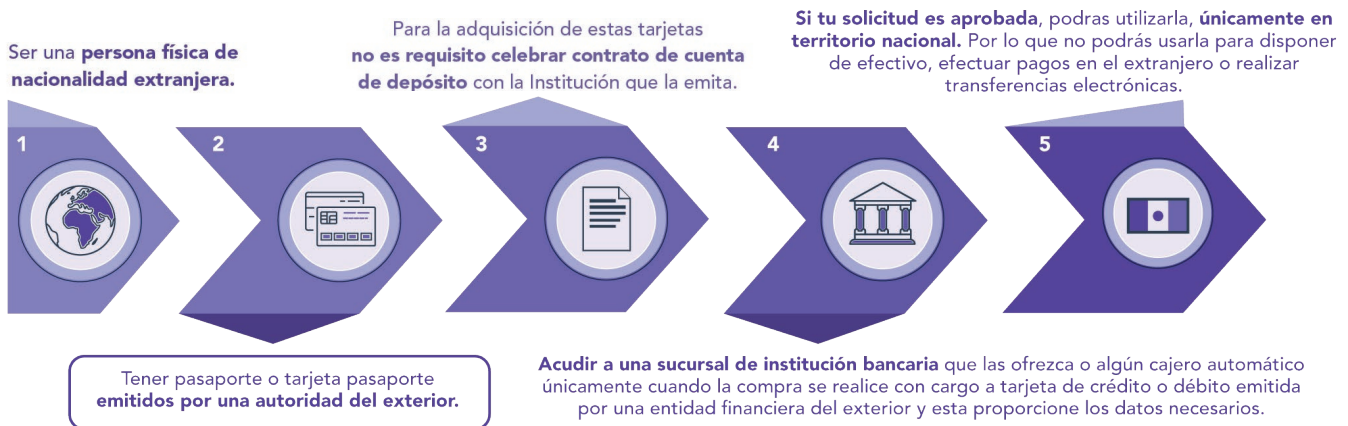 1
Ser una persona física de
nacionalidad extranjera.
2
Tener pasaporte o tarjeta pasaporte
emitidos por una autoridad del exterior.
3
Para la adquisición de estas tarjetas
no es requisito celebrar contrato de cuenta
de depósito con la Institución que la emita.
4
Acudir a una sucursal de institución bancaria que las ofrezca o algún cajero automático
únicamente cuando la compra se realice con cargo a tarjeta de crédito o débito emitida
por una entidad financiera del exterior y esta proporcione los datos necesarios.
5
Si tu solicitud es aprobada, podras utilizarla, únicamente en
territorio nacional. Por lo que no podrás usarla para disponer
de efectivo, efectuar pagos en el extranjero o realizar
transferencias electrónicas.